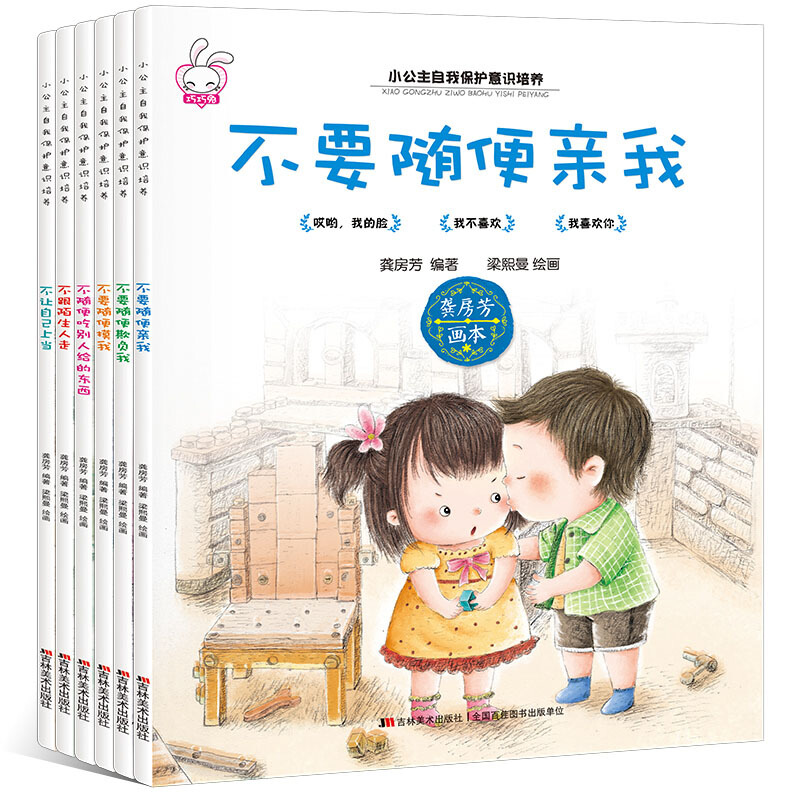 小公主自我保护意识培养
XIAO GONGZHU ZIWO BAOHU YISHI PEIYANG
巧巧兔
不要随便亲我
哎哟，我的脸
我不喜欢
我喜欢你
龚房芳 编著
梁熙曼 绘画
龚房芳
画本
吉林美术出版社
全国百佳图书出版单位
小公主自我保护意识培养
不让自己上当
龚房芳 编著 梁熙曼 绘画
吉林美术出版社
小公主自我保护意识培养
不跟陌生人走
龚房芳 编著 梁熙曼 绘画
吉林美术出版社
小公主自我保护意识培养
不随便吃别人给的东西
龚房芳 编著 梁熙曼 绘画
吉林美术出版社
小公主自我保护意识培养
不要随便摸我
龚房芳 编著 梁熙曼 绘画
吉林美术出版社
小公主自我保护意识培养
不要随便欺负我
龚房芳 编著 梁熙曼 绘画
吉林美术出版社
小公主自我保护意识培养
不要随便亲我
龚房芳 编著 梁熙曼 绘画
吉林美术出版社